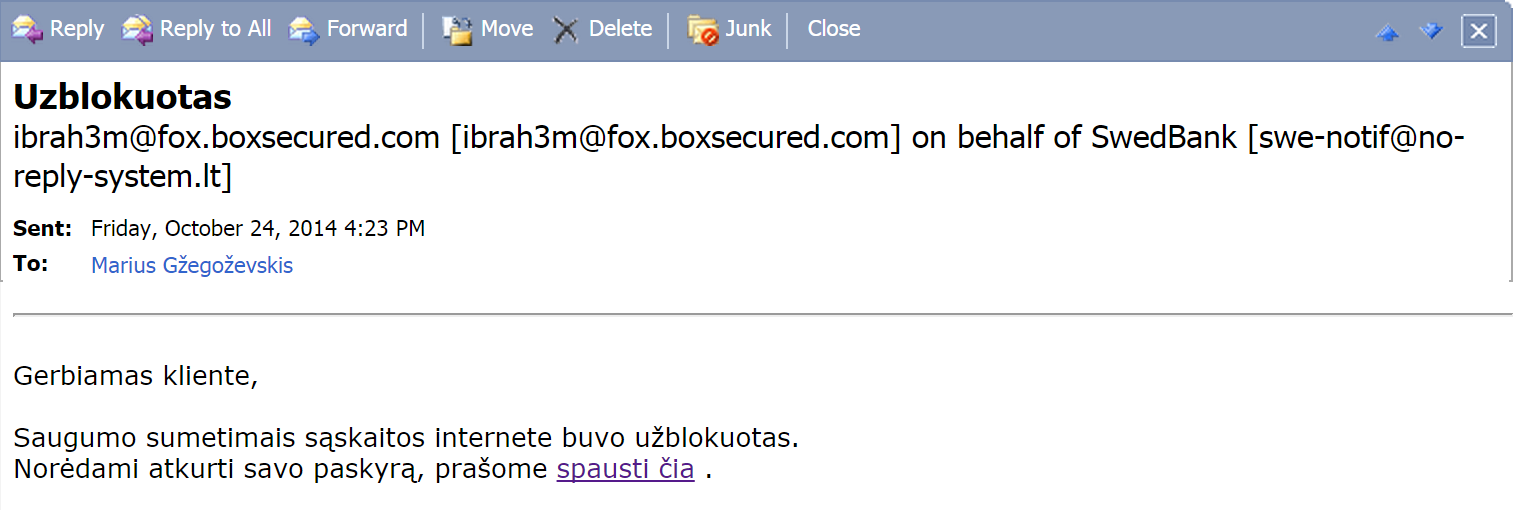 Reply Reply to All Forward Move Delete Junk Close
Uzblokuotas
ibrah3m@fox.boxsecured.com [ibrah3m@fox.boxsecured.com] on behalf of SwedBank [swe-notif@no-
reply-system.lt]
Sent: Friday, October 24, 2014 4:23 PM
To: Marius Gžegoževskis
Gerbiamas kliente,
Saugumo sumetimais sąskaitos internete buvo užblokuotas.
Norėdami atkurti savo paskyrą, prašome spausti čia .